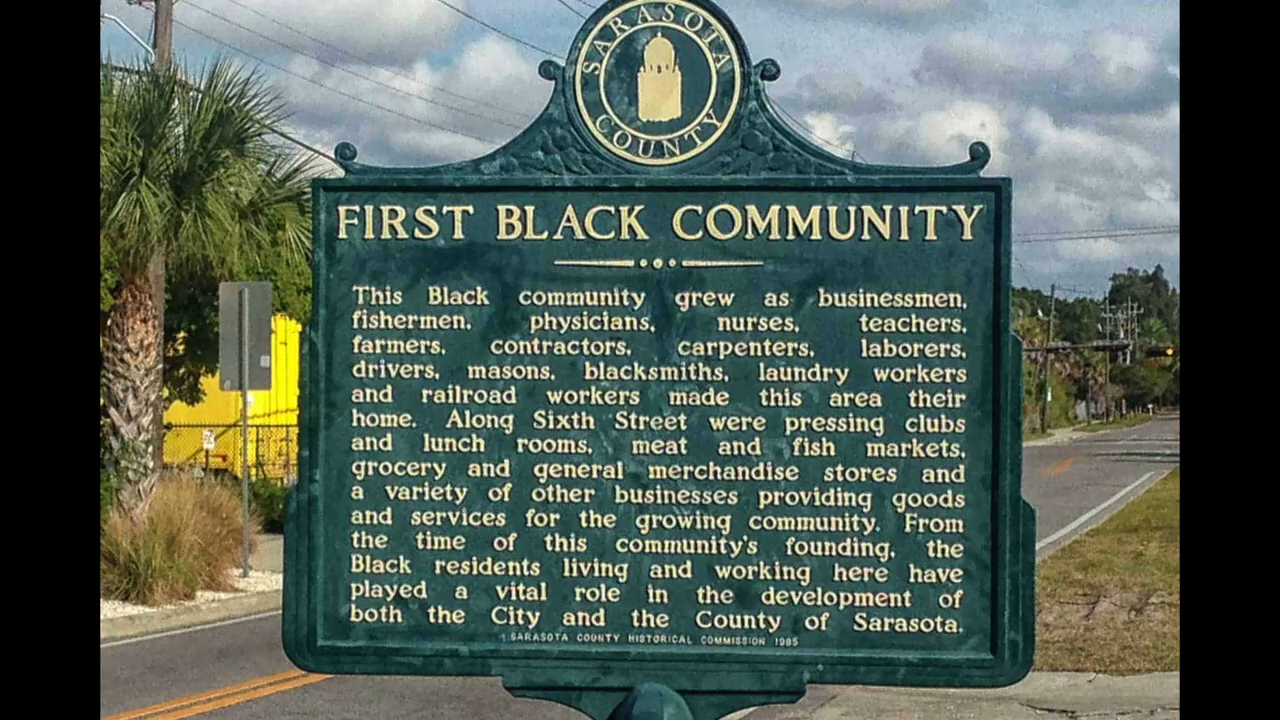 SARASOTA
COUNTY
FIRST BLACK COMMUNITY
This Black community grew as businessmen,
fishermen, physicians, nurses, teachers,
farmers, contractors, carpenters, laborers,
drivers, masons, blacksmiths, laundry workers
and railroad workers made this area their
home. Along Sixth Street were pressing clubs
and lunch rooms, meat and fish markets,
grocery and general merchandise stores and
a variety of other businesses providing goods
and services for the growing community. From
the time of this community's founding, the
Black residents living and working here have
played a vital role in the development of
both the City and the County of Sarasota.
SARASOTA COUNTY HISTORICAL COMMISSION 1985